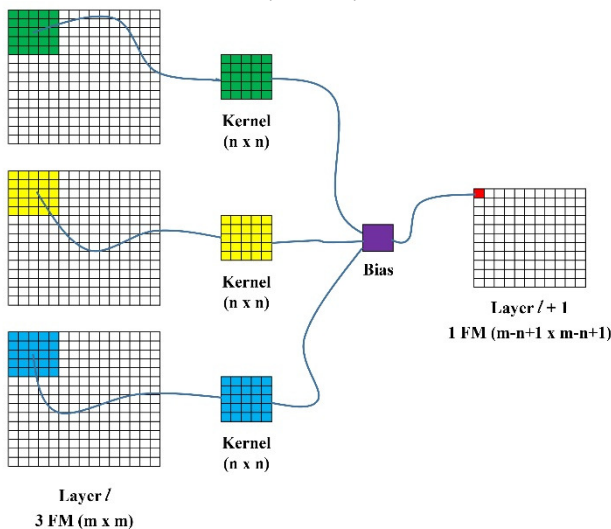 Kernel
(n x n)
Kernel
(n x n)
Bias
Layer l + 1
1 FM (m-n+1 x m-n+1)
Kernel
(n x n)
Layer l
3 FM (m x m)